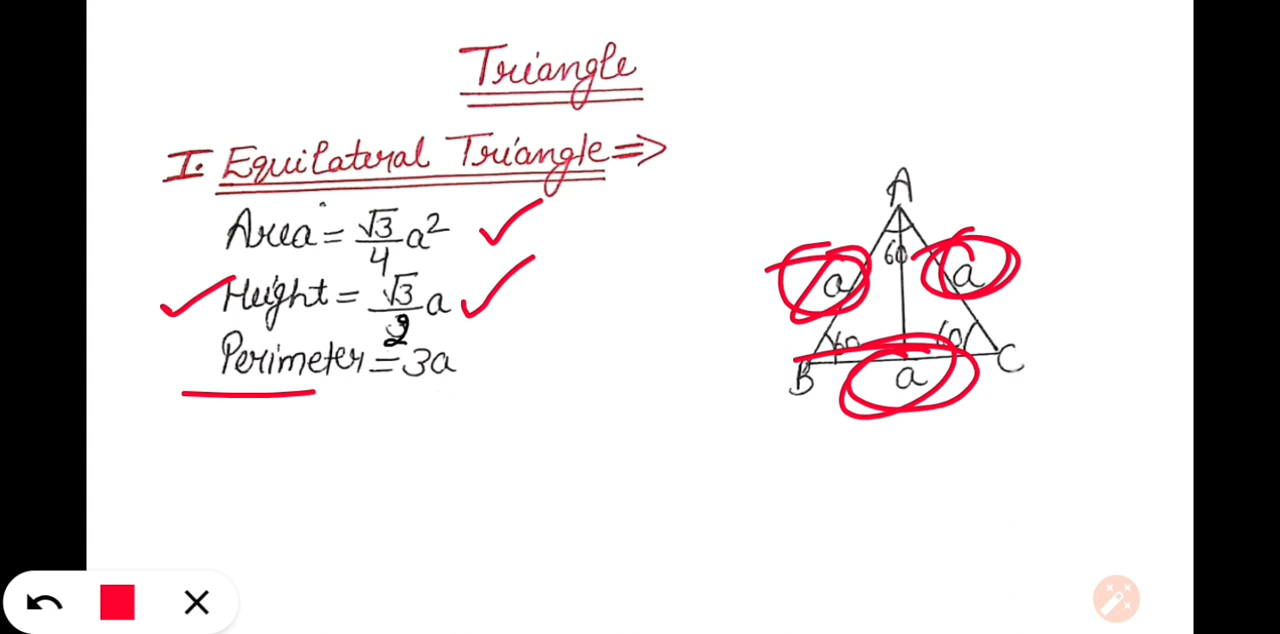 Triangle
I. Equilateral Triangle ⇒
Area = √3/4 a²
Height = √3/2 a
Perimeter = 3a
A
60
a a
60 60
B a C